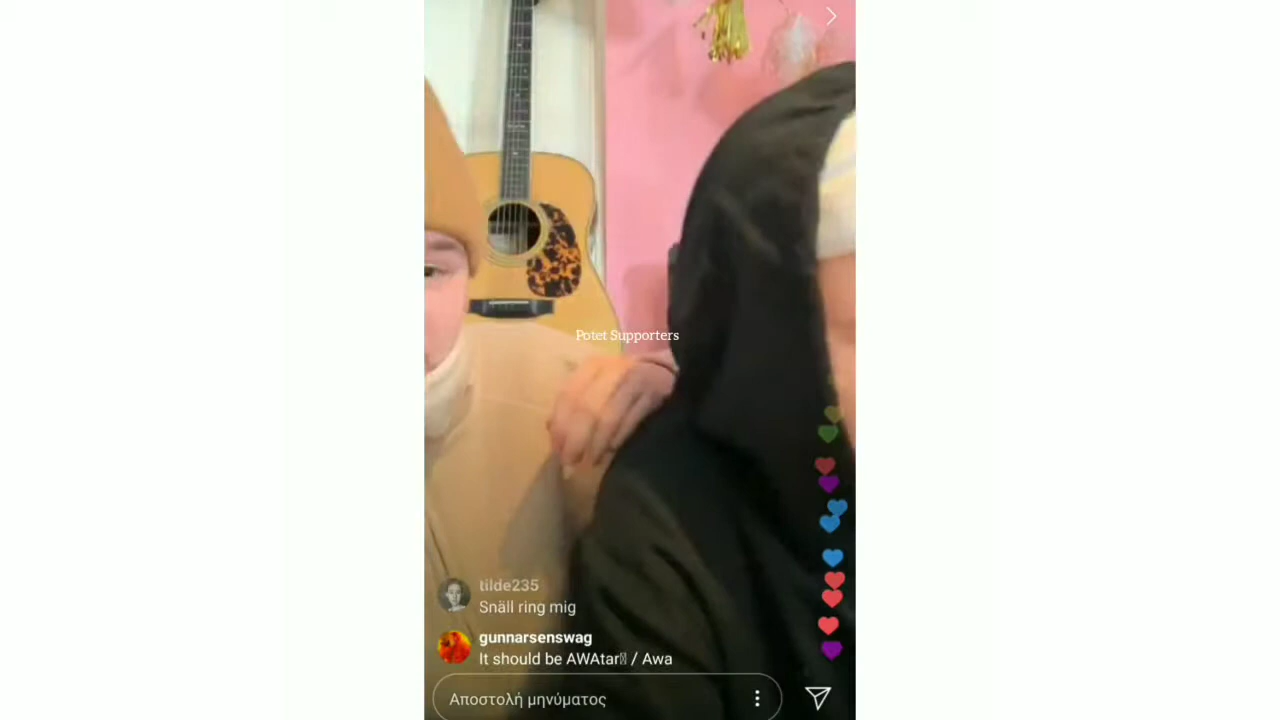 Potet Supporters
tilde235
Snäll ring mig
gunnarsenswag
It should be AWAtar / Awa
Αποστολή μηνύματος